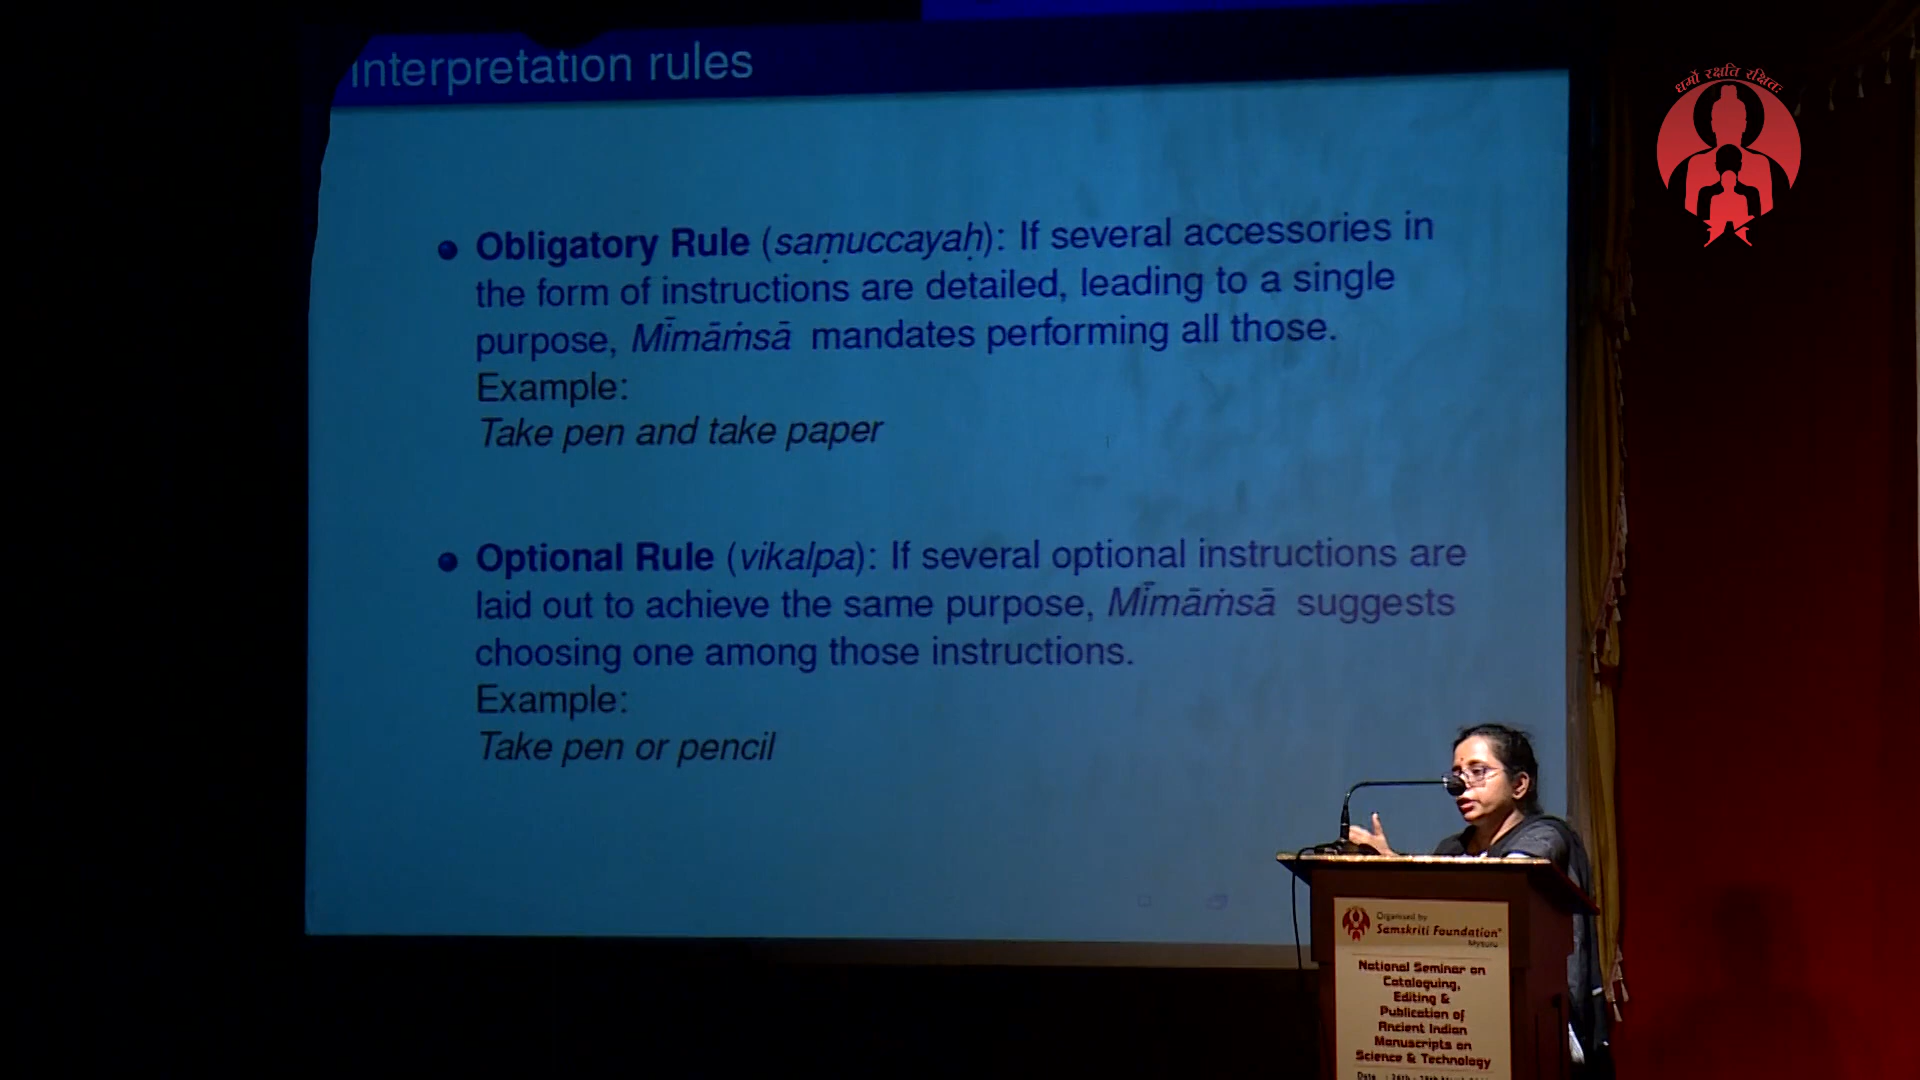 Interpretation rules
धर्मो रक्षति रक्षितः
Obligatory Rule (saṃuccayaḥ): If several accessories in
the form of instructions are detailed, leading to a single
purpose, Mīmāṁsā mandates performing all those.
Example:
Take pen and take paper
Optional Rule (vikalpa): If several optional instructions are
laid out to achieve the same purpose, Mīmāṁsā suggests
choosing one among those instructions.
Example:
Take pen or pencil
Organised by
Samskriti Foundation®
Mysuru
National Seminar on
Cataloguing,
Editing &
Publication of
Ancient Indian
Manuscripts on
Science & Technology
Date :